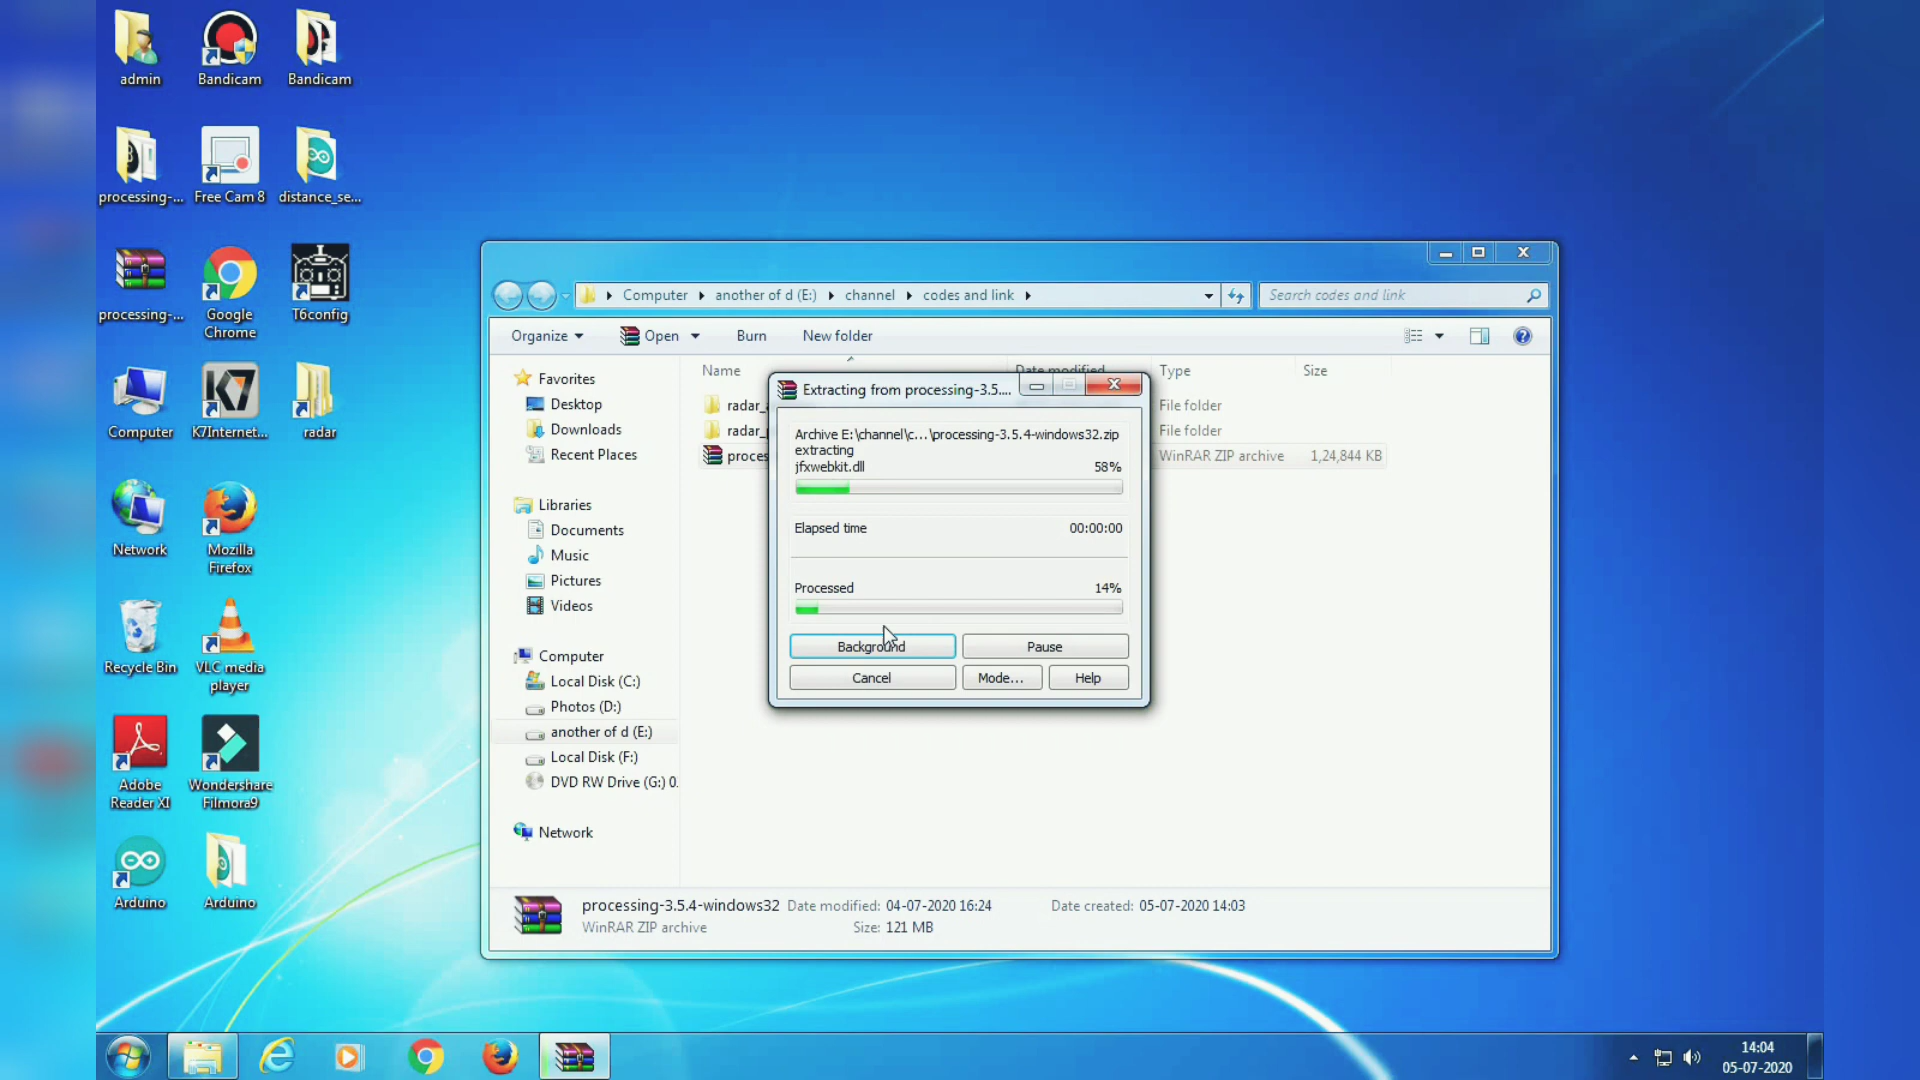 admin
Bandicam
Bandicam
processing-...
Free Cam 8
distance_se...
processing-...
Google
Chrome
T6config
Computer
K7Internet...
radar
Network
Mozilla
Firefox
Recycle Bin
VLC media
player
Adobe
Reader XI
Wondershare
Filmora9
Arduino
Arduino
Computer
another of d (E:)
channel
codes and link
Search codes and link
Organize
Open
Burn
New folder
Favorites
Desktop
Downloads
Recent Places
Libraries
Documents
Music
Pictures
Videos
Computer
Local Disk (C:)
Photos (D:)
another of d (E:)
Local Disk (F:)
DVD RW Drive (G:) 0.
Network
Name
Date modified
Type
Size
radar_
File folder
radar_
File folder
proces
WinRAR ZIP archive
1,24,844 KB
Extracting from processing-3.5....
Archive E:\channel\c...\processing-3.5.4-windows32.zip
extracting
jfxwebkit.dll
58%
Elapsed time
00:00:00
Processed
14%
Background
Pause
Cancel
Mode...
Help
processing-3.5.4-windows32
Date modified: 04-07-2020 16:24
Date created: 05-07-2020 14:03
WinRAR ZIP archive
Size: 121 MB
14:04
05-07-2020